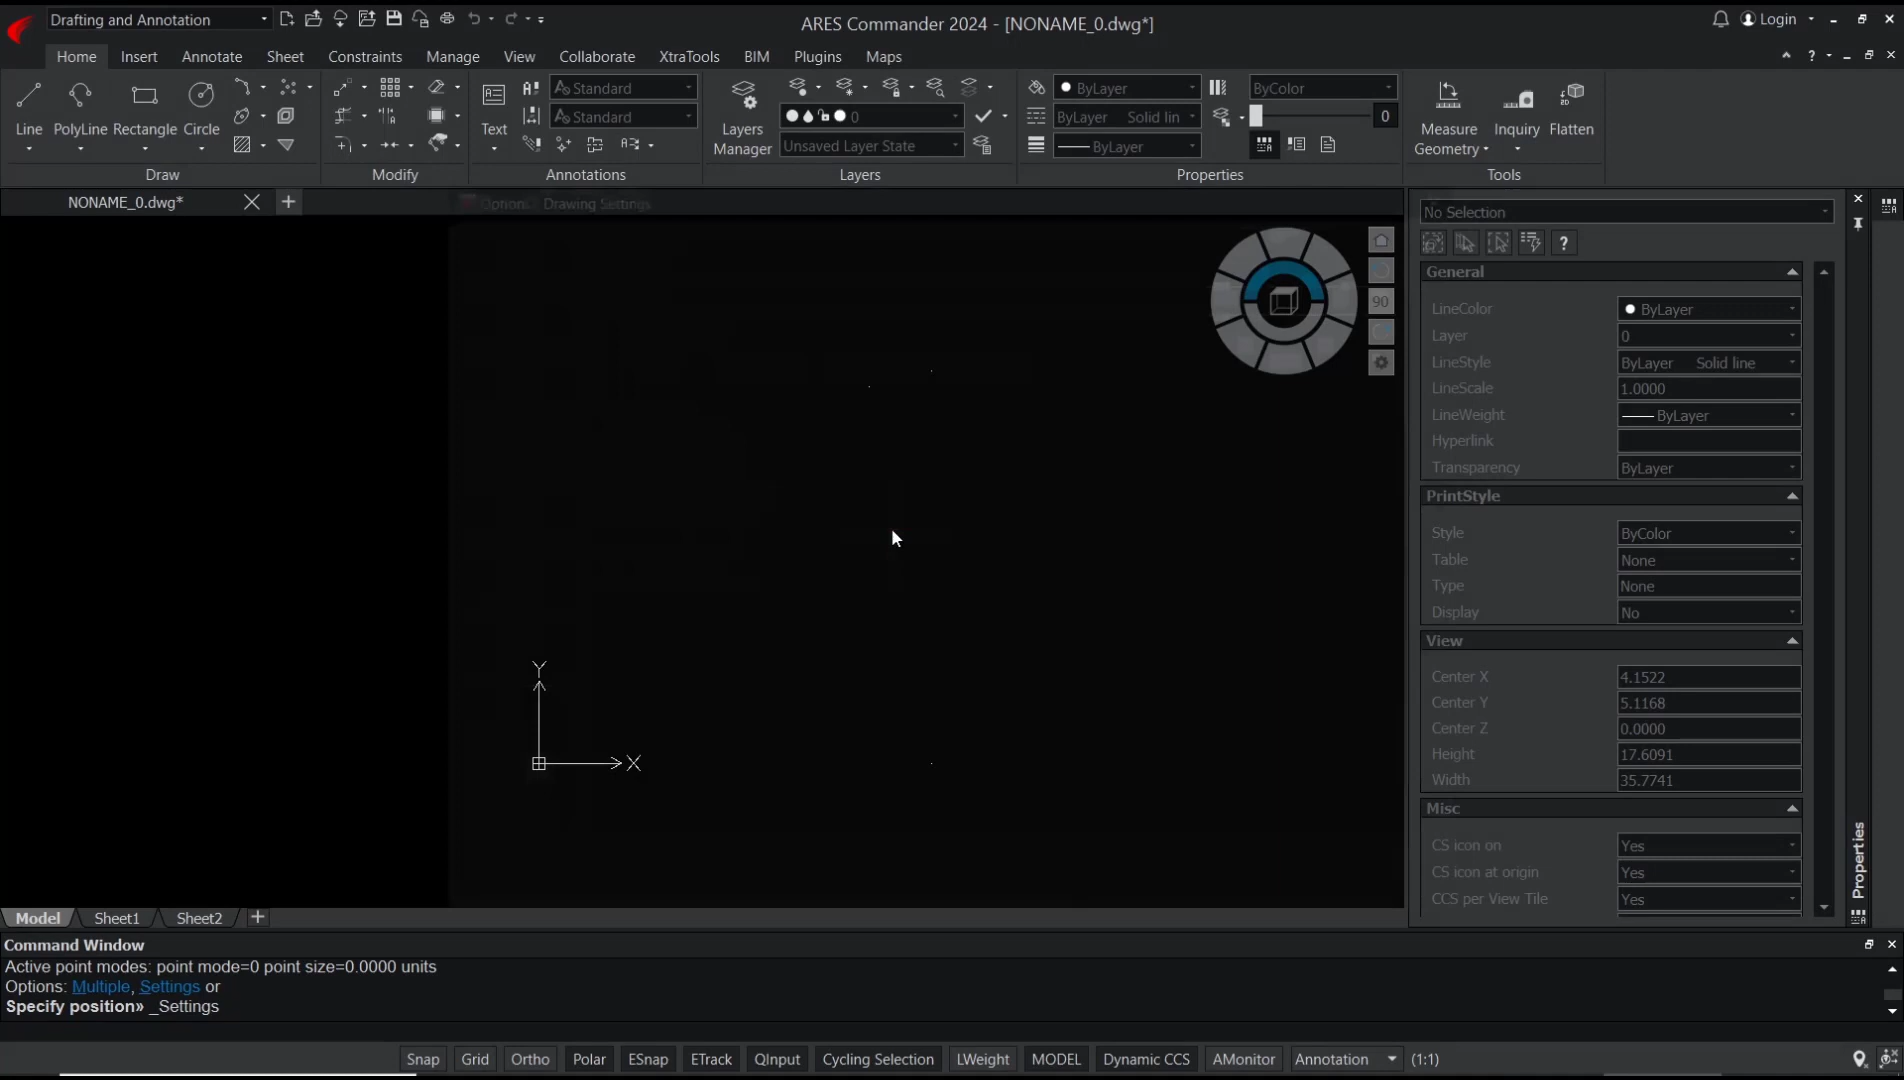 Drafting and Annotation
ARES Commander 2024 - [NONAME_0.dwg*]
Login
Home Insert Annotate Sheet Constraints Manage View Collaborate XtraTools BIM Plugins Maps
?
Line PolyLine Rectangle Circle
Draw
Modify
Text
Standard
Standard
Annotations
Layers Manager
0
Unsaved Layer State
Layers
ByLayer
ByLayer Solid lin
ByLayer
ByColor
0
Properties
Measure Geometry
Inquiry
Flatten
Tools
NONAME_0.dwg*
Drawing Settings
90
No Selection
?
General
LineColor ByLayer
Layer 0
LineStyle ByLayer Solid line
LineScale 1.0000
LineWeight ByLayer
Hyperlink
Transparency ByLayer
PrintStyle
Style ByColor
Table None
Type None
Display No
View
Center X 4.1522
Center Y 5.1168
Center Z 0.0000
Height 17.6091
Width 35.7741
Misc
CS icon on Yes
CS icon at origin Yes
CCS per View Tile Yes
Properties
Y
X
Model Sheet1 Sheet2
Command Window
Active point modes: point mode=0 point size=0.0000 units
Options: Multiple, Settings or
Specify position» _Settings
Snap Grid Ortho Polar ESnap ETrack QInput Cycling Selection LWeight MODEL Dynamic CCS AMonitor Annotation (1:1)